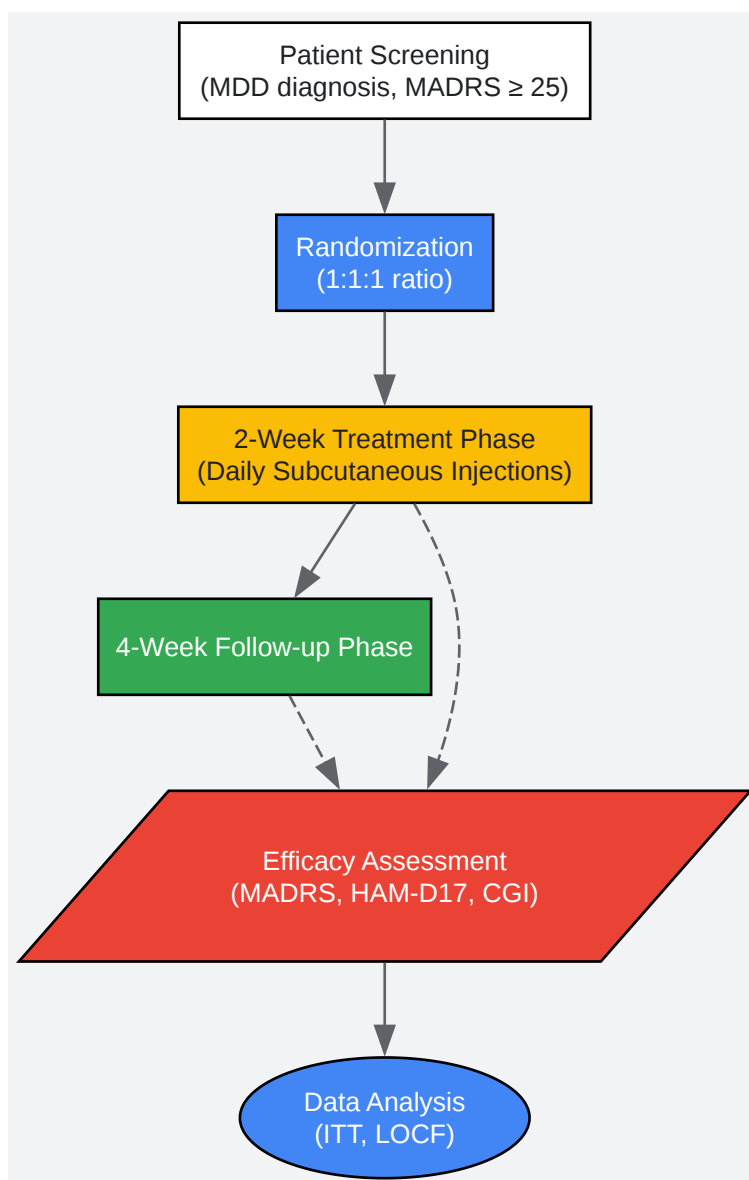 Patient Screening
(MDD diagnosis, MADRS ≥ 25)
Randomization
(1:1:1 ratio)
2-Week Treatment Phase
(Daily Subcutaneous Injections)
4-Week Follow-up Phase
Efficacy Assessment
(MADRS, HAM-D17, CGI)
Data Analysis
(ITT, LOCF)